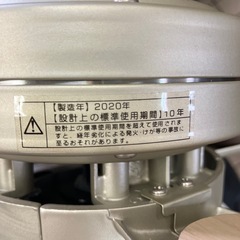 【製造年】2020年
【設計上の標準使用期間】10年
設計上の標準使用期間を超えて使用されますと、経年劣化による発火・けが等の事故に至るおそれがあります。